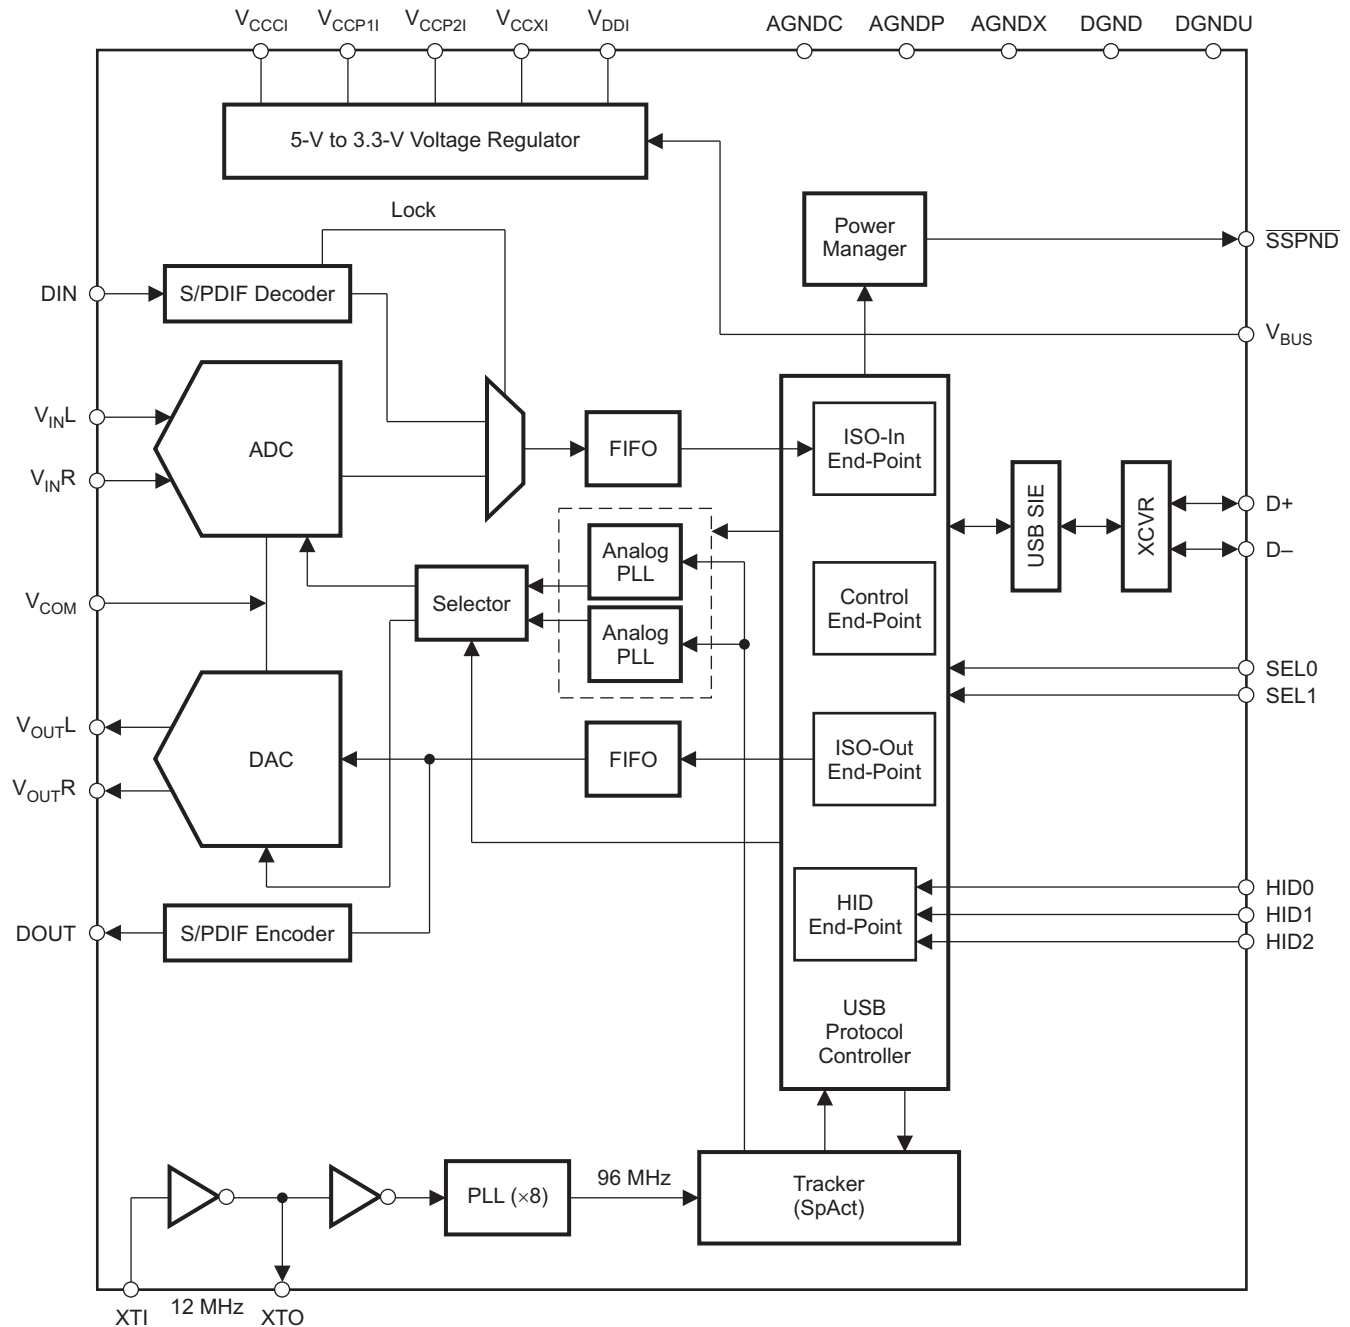 VCCCI VCCP1I VCCP2I VCCXI VDDI AGNDC AGNDP AGNDX DGND DGNDU
5-V to 3.3-V Voltage Regulator
Lock
Power
Manager
SSPND
DIN
S/PDIF Decoder
VBUS
VINL
ADC
FIFO
ISO-In
End-Point
VINR
USB SIE
XCVR
D+
D–
Analog
PLL
VCOM
Selector
Control
End-Point
Analog
PLL
SEL0
SEL1
VOUTL
DAC
FIFO
ISO-Out
End-Point
VOUTR
HID0
HID
End-Point
HID1
HID2
DOUT
S/PDIF Encoder
USB
Protocol
Controller
PLL (×8)
96 MHz
Tracker
(SpAct)
XTI
12 MHz
XTO